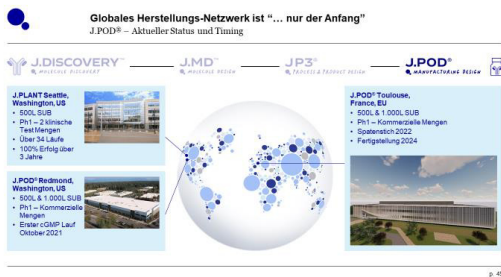 Globales Herstellungs-Netzwerk ist “… nur der Anfang”
J.POD® – Aktueller Status und Timing
J.DISCOVERY™
MOLECULE DISCOVERY
J.MD™
MOLECULE DESIGN
JP3®
PROCESS & PRODUCT DESIGN
J.POD®
MANUFACTURING DESIGN
J.PLANT Seattle,
Washington, US
• 500L SUB
• Ph1 – 2 klinische
Test Mengen
• Über 34 Läufe
• 100% Erfolg über
3 Jahre
J.POD® Redmond,
Washington, US
• 500L & 1.000L SUB
• Ph1 – Kommerzielle
Mengen
• Erster cGMP Lauf
Oktober 2021
J.POD® Toulouse,
France, EU
• 500L & 1.000L SUB
• Ph1 – Kommerzielle Mengen
• Spatenstich 2022
• Fertigstellung 2024